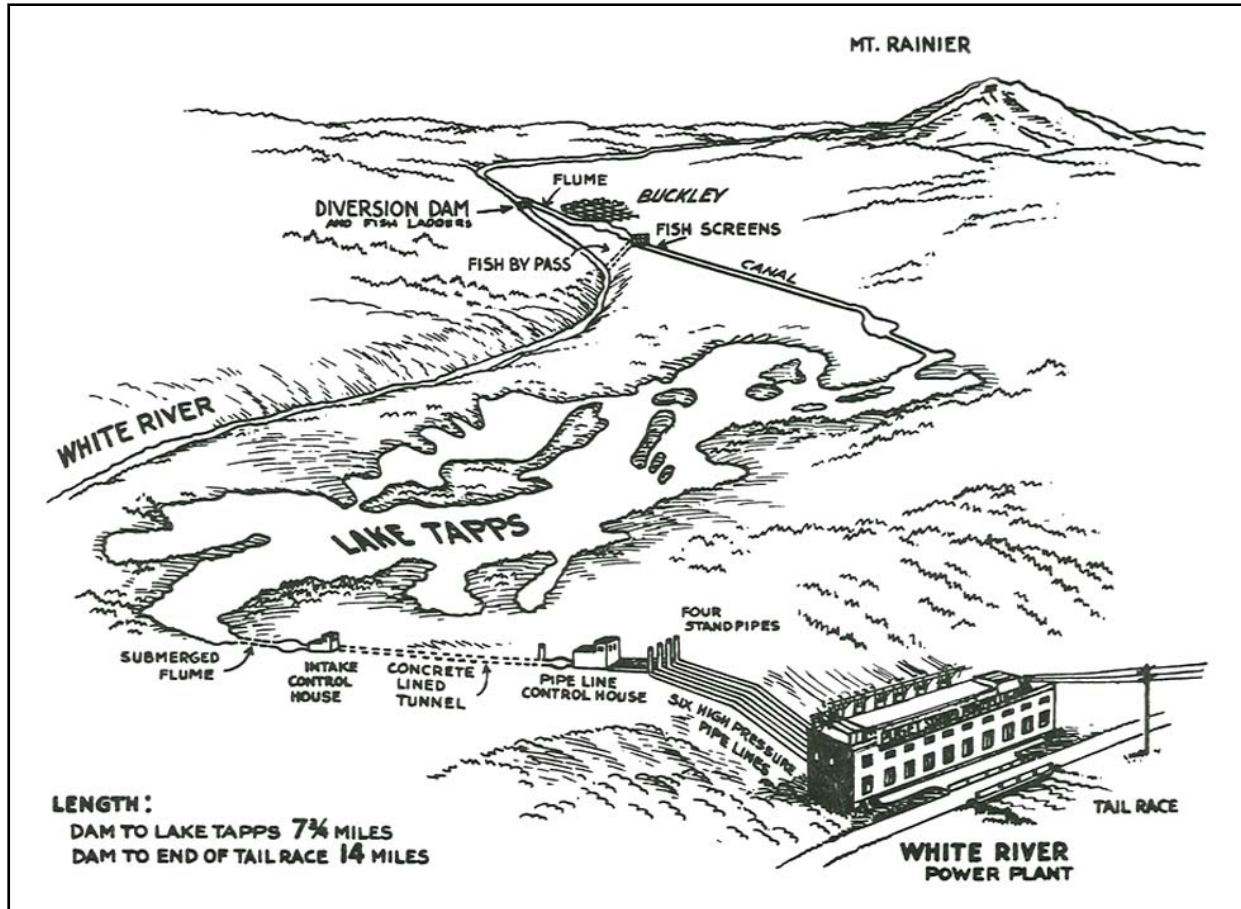 MT. RAINIER
FLUME
BUCKLEY
DIVERSION DAM
AND FISH LADDERS
FISH SCREENS
FISH BY PASS
CANAL
WHITE RIVER
LAKE TAPPS
FOUR
STANDPIPES
SUBMERGED
FLUME
INTAKE
CONTROL
HOUSE
CONCRETE
LINED
TUNNEL
PIPE LINE
CONTROL HOUSE
SIX HIGH PRESSURE
PIPE LINES
PUGET SOUND POWER
TAIL RACE
WHITE RIVER
POWER PLANT
LENGTH:
DAM TO LAKE TAPPS 7¾ MILES
DAM TO END OF TAIL RACE 14 MILES